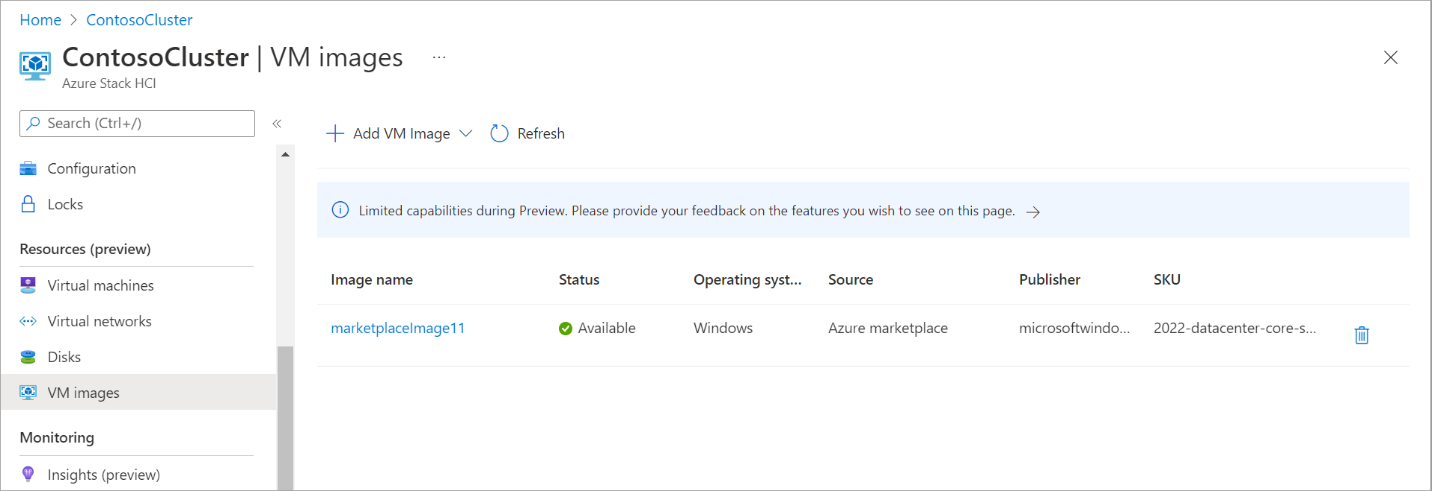 Home > ContosoCluster
ContosoCluster | VM images ...
Azure Stack HCI
Search (Ctrl+/)
«
Configuration
Locks
Resources (preview)
Virtual machines
Virtual networks
Disks
VM images
Monitoring
Insights (preview)
Add VM Image Refresh
Limited capabilities during Preview. Please provide your feedback on the features you wish to see on this page. →
Image name Status Operating syst... Source Publisher SKU
marketplaceImage11 Available Windows Azure marketplace microsoftwindo... 2022-datacenter-core-s...